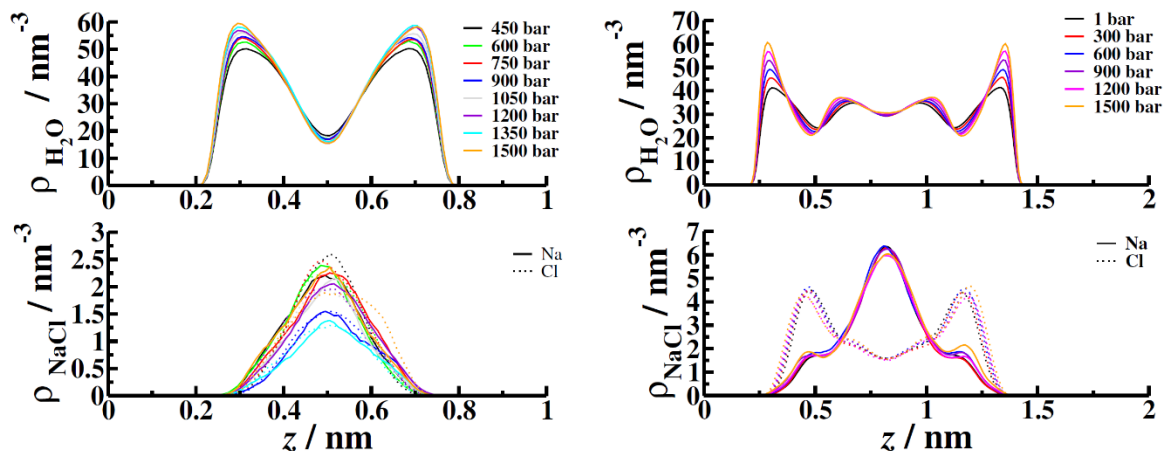 ρH₂O / nm⁻³
60
50
40
30
20
10
0
450 bar
600 bar
750 bar
900 bar
1050 bar
1200 bar
1350 bar
1500 bar
0 0.2 0.4 0.6 0.8 1
ρNaCl / nm⁻³
3
2.5
2
1.5
1
0.5
0
Na
Cl
0 0.2 0.4 0.6 0.8 1
z / nm
ρH₂O / nm⁻³
70
60
50
40
30
20
10
0
1 bar
300 bar
600 bar
900 bar
1200 bar
1500 bar
0 0.5 1 1.5 2
ρNaCl / nm⁻³
7
6
5
4
3
2
1
0
Na
Cl
0 0.5 1 1.5 2
z / nm